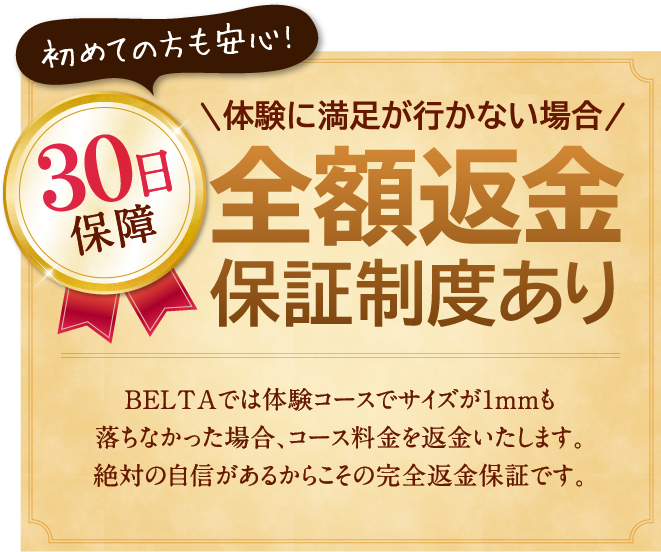 初めての方も安心!
30日
保障
\体験に満足が行かない場合/
全額返金
保証制度あり
BELTAでは体験コースでサイズが1mmも
落ちなかった場合、コース料金を返金いたします。
絶対の自信があるからこその完全返金保証です。